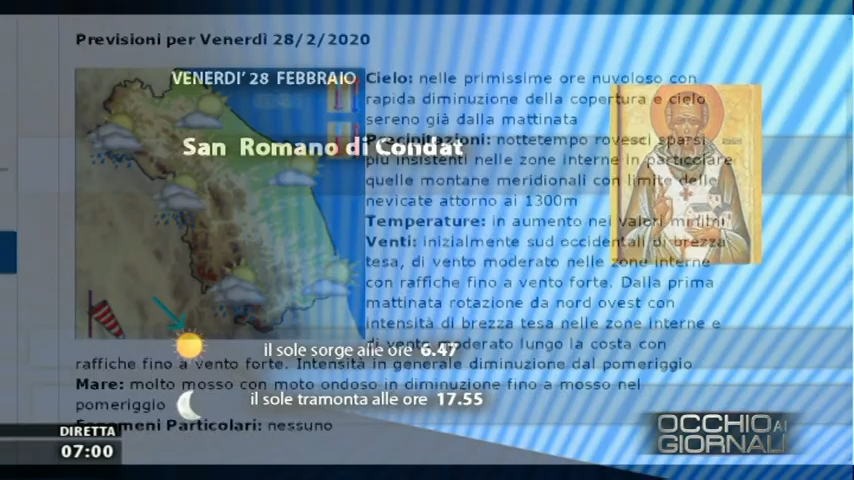 Previsioni per Venerdì 28/2/2020
VENERDI' 28 FEBBRAIO
San Romano di Condat
Cielo: nelle primissime ore nuvoloso con
rapida diminuzione della copertura e cielo
sereno già dalla mattinata
Precipitazioni: nottetempo rovesci sparsi
più insistenti nelle zone interne in particolare
quelle montane meridionali con limite delle
nevicate attorno ai 1300m
Temperature: in aumento nei valori minimi
Venti: inizialmente sud occidentali di brezza
tesa, di vento moderato nelle zone interne
con raffiche fino a vento forte. Dalla prima
mattinata rotazione da nord ovest con
intensità di brezza tesa nelle zone interne e
di vento moderato lungo la costa con
raffiche fino a vento forte. Intensità in generale diminuzione dal pomeriggio
Mare: molto mosso con moto ondoso in diminuzione fino a mosso nel
pomeriggio
Fenomeni Particolari: nessuno
il sole sorge alle ore 6.47
il sole tramonta alle ore 17.55
DIRETTA
07:00
OCCHIO AI
GIORNALI